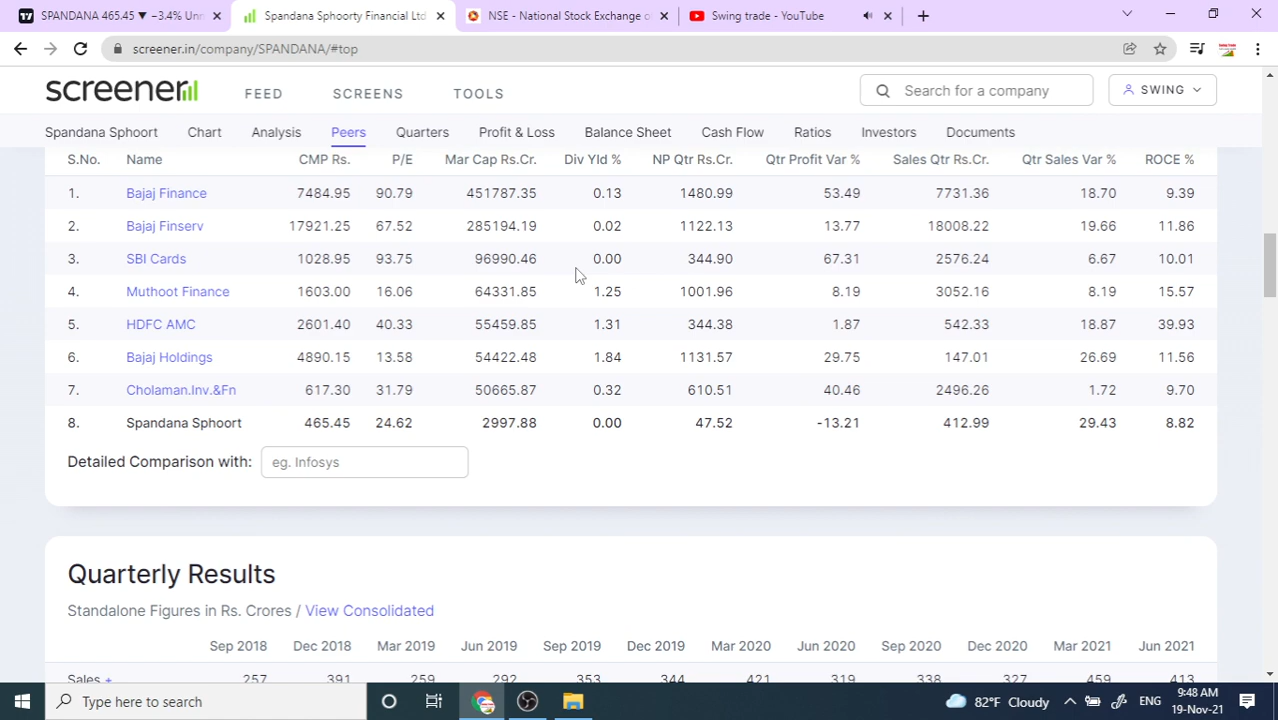 SPANDANA 465.45 ▼ −3.4% Unr
Spandana Sphoorty Financial Ltd
NSE - National Stock Exchange o
Swing trade - YouTube
screener.in/company/SPANDANA/#top
screener
FEED
SCREENS
TOOLS
Search for a company
SWING
Spandana Sphoort Chart Analysis Peers Quarters Profit & Loss Balance Sheet Cash Flow Ratios Investors Documents
S.No. Name CMP Rs. P/E Mar Cap Rs.Cr. Div Yld % NP Qtr Rs.Cr. Qtr Profit Var % Sales Qtr Rs.Cr. Qtr Sales Var % ROCE %
1. Bajaj Finance 7484.95 90.79 451787.35 0.13 1480.99 53.49 7731.36 18.70 9.39
2. Bajaj Finserv 17921.25 67.52 285194.19 0.02 1122.13 13.77 18008.22 19.66 11.86
3. SBI Cards 1028.95 93.75 96990.46 0.00 344.90 67.31 2576.24 6.67 10.01
4. Muthoot Finance 1603.00 16.06 64331.85 1.25 1001.96 8.19 3052.16 8.19 15.57
5. HDFC AMC 2601.40 40.33 55459.85 1.31 344.38 1.87 542.33 18.87 39.93
6. Bajaj Holdings 4890.15 13.58 54422.48 1.84 1131.57 29.75 147.01 26.69 11.56
7. Cholaman.Inv.&Fn 617.30 31.79 50665.87 0.32 610.51 40.46 2496.26 1.72 9.70
8. Spandana Sphoort 465.45 24.62 2997.88 0.00 47.52 -13.21 412.99 29.43 8.82
Detailed Comparison with: eg. Infosys
Quarterly Results
Standalone Figures in Rs. Crores / View Consolidated
Sep 2018 Dec 2018 Mar 2019 Jun 2019 Sep 2019 Dec 2019 Mar 2020 Jun 2020 Sep 2020 Dec 2020 Mar 2021 Jun 2021
Sales + 257 391 259 292 353 344 421 319 338 327 459 413
Type here to search
82°F Cloudy
ENG
9:48 AM
19-Nov-21